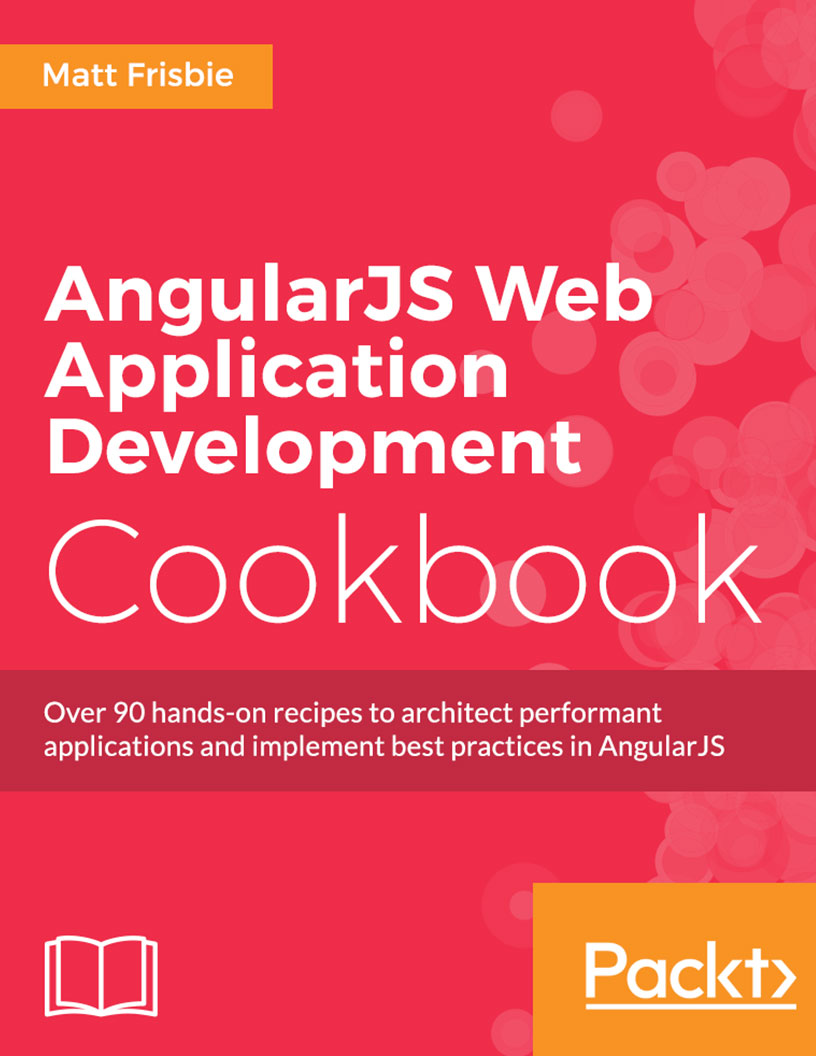 Matt Frisbie
AngularJS Web
Application
Development
Cookbook
Over 90 hands-on recipes to architect performant
applications and implement best practices in AngularJS
Packt>